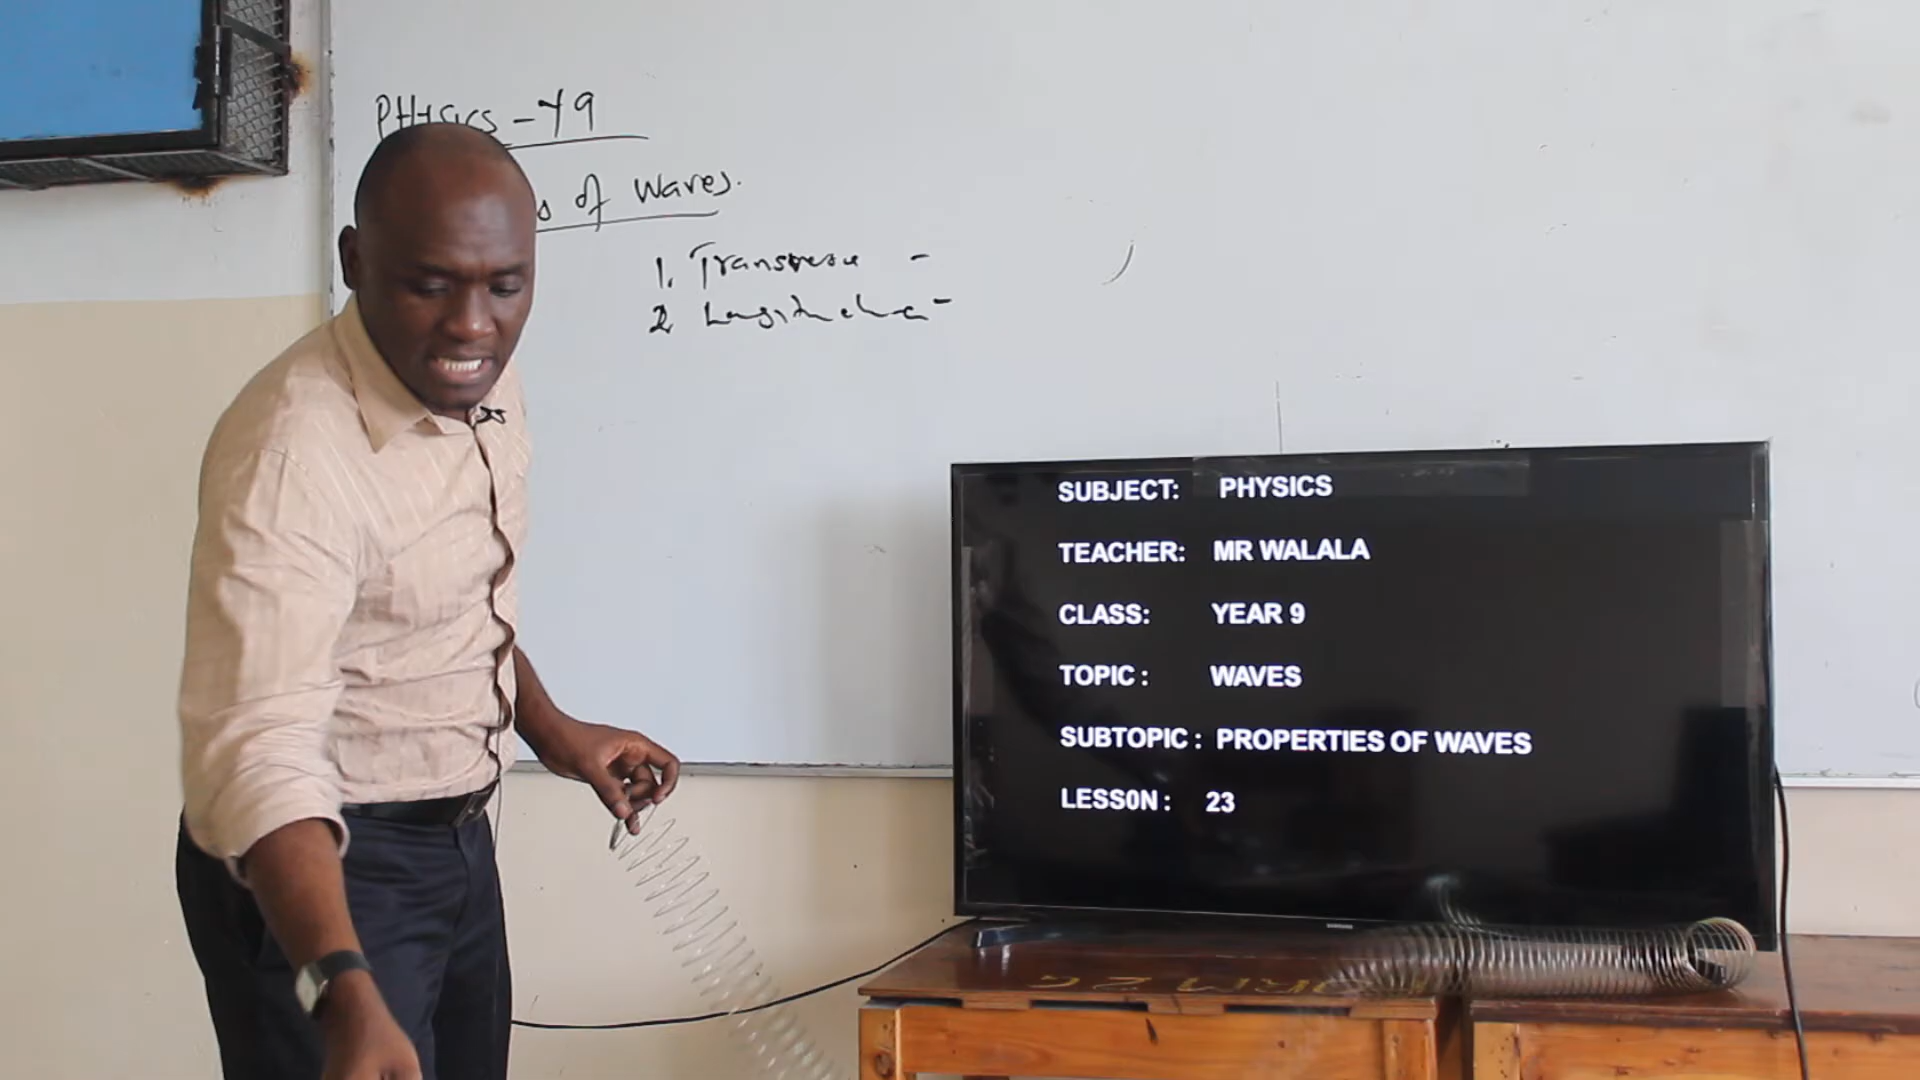 PHYSICS - Y9
of Waves.
1. Transverse -
2. Longitudinal -
SUBJECT: PHYSICS
TEACHER: MR WALALA
CLASS: YEAR 9
TOPIC : WAVES
SUBTOPIC : PROPERTIES OF WAVES
LESS0N : 23
SAMSUNG